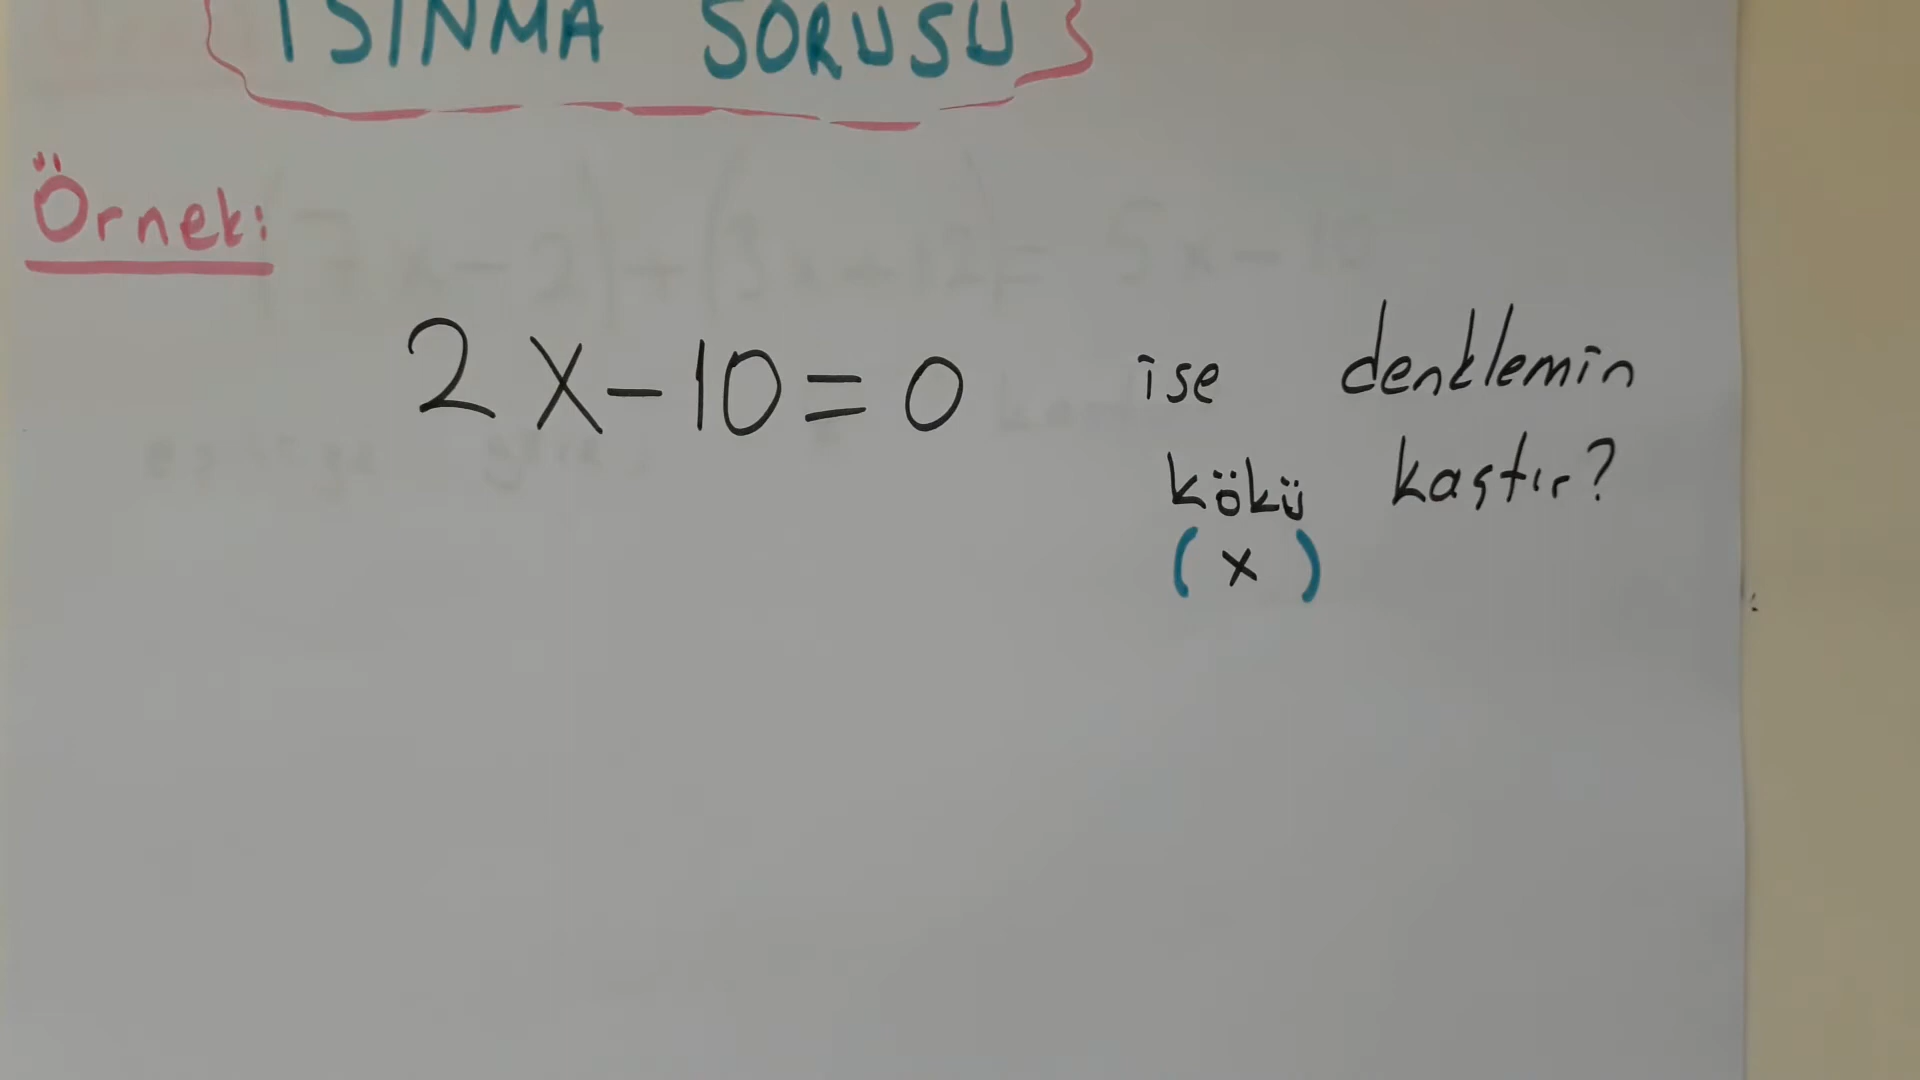 ISINMA SORUSU
Örnek:
2x-10=0 ise denklemin
kökü kaçtır?
(x)